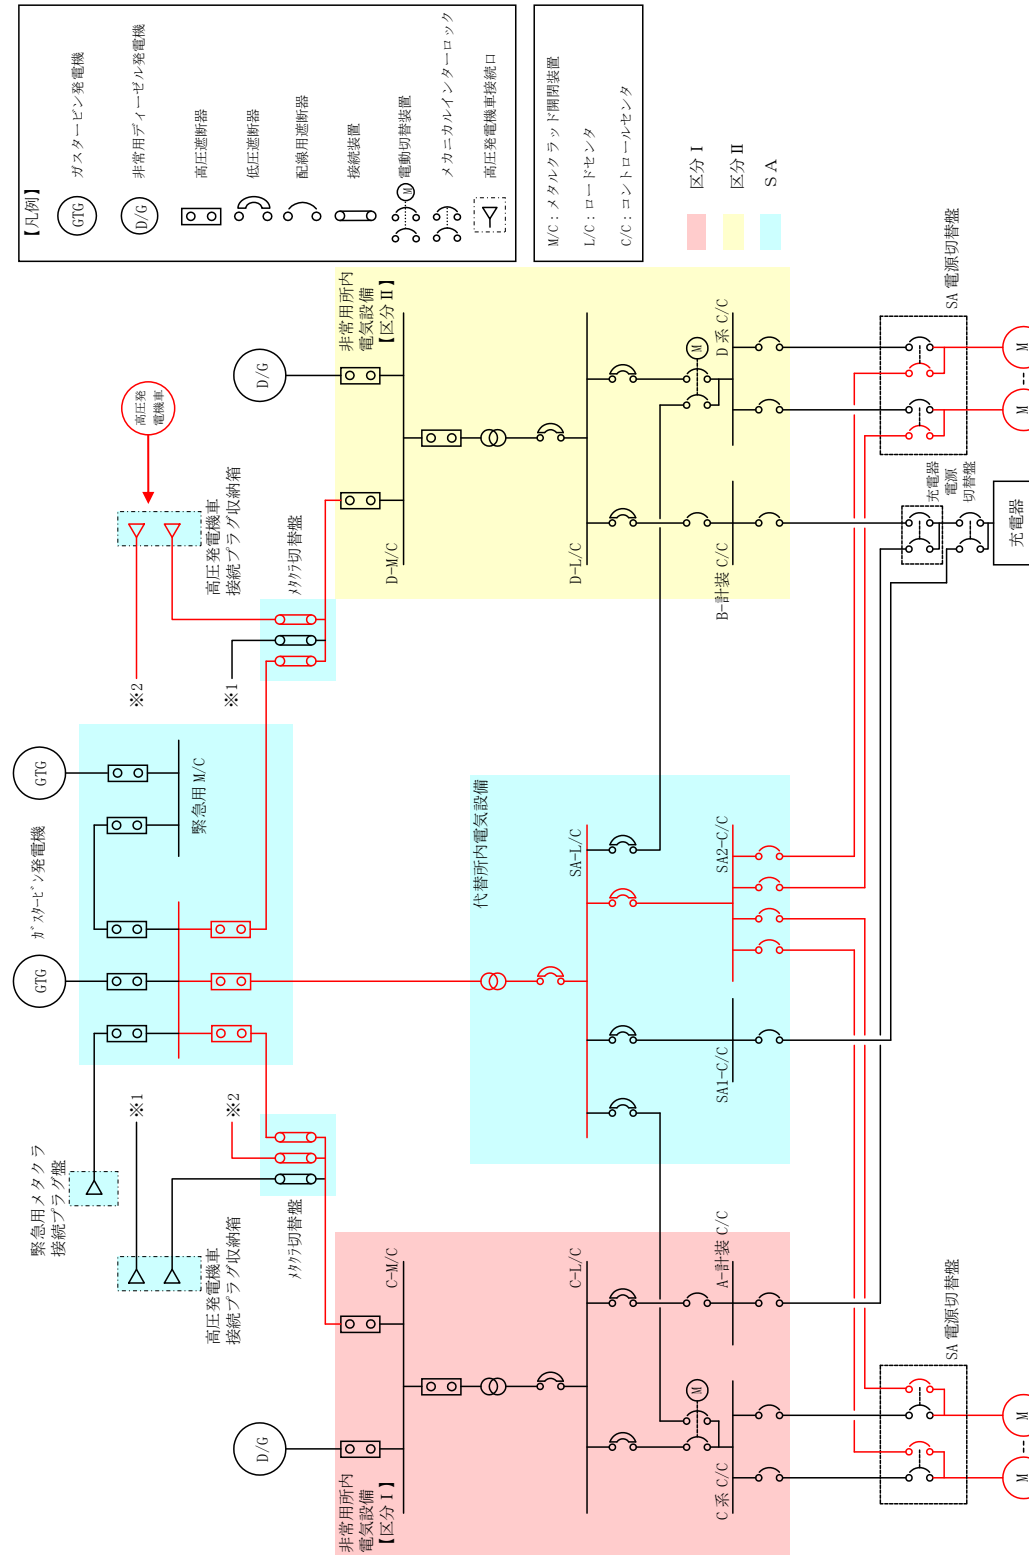 【凡例】
GTG
ガスタービン発電機
D/G
非常用ディーゼル発電機
高圧遮断器
低圧遮断器
配線用遮断器
接続装置
M
電動切替装置
メカニカルインターロック
高圧発電機車接続口
M/C：メタルクラッド開閉装置
L/C：ロードセンタ
C/C：コントロールセンタ
区分Ⅰ
区分Ⅱ
SA
緊急用メタクラ
接続プラグ盤
高圧発電機車
接続プラグ収納箱
※1
※2
GTG
ｶﾞｽﾀｰﾋﾞﾝ発電機
GTG
緊急用 M/C
※2
※1
高圧発
電機車
高圧発電機車
接続プラグ収納箱
ﾒﾀｸﾗ切替盤
ﾒﾀｸﾗ切替盤
D/G
D/G
非常用所内
電気設備
【区分Ⅰ】
C-M/C
C-L/C
C 系 C/C
M
A-計装 C/C
代替所内電気設備
SA-L/C
SA1-C/C
SA2-C/C
非常用所内
電気設備
【区分Ⅱ】
D-M/C
D-L/C
B-計装 C/C
M
D 系 C/C
SA 電源切替盤
M
M
充電器
電源
切替盤
充電器
SA 電源切替盤
M
M